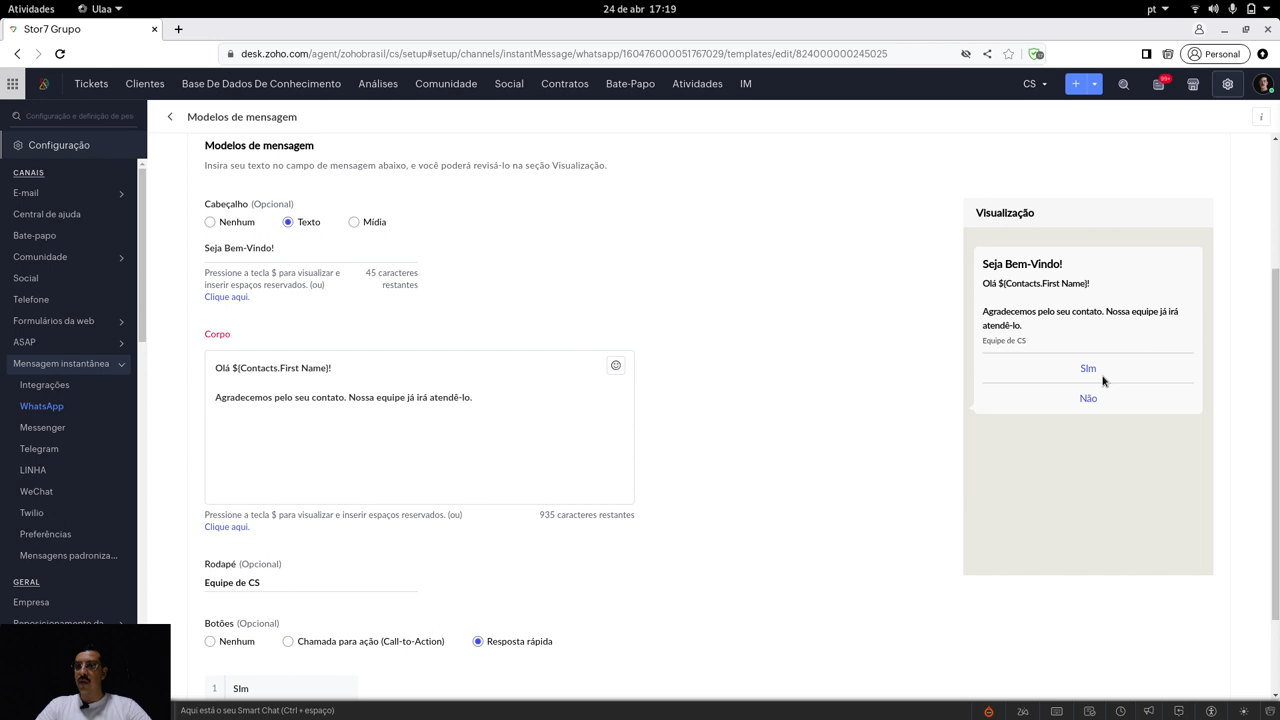 Atividades
Ulaa
24 de abr 17:19
pt
Stor7 Grupo
desk.zoho.com/agent/zohobrasil/cs/setup#setup/channels/instantMessage/whatsapp/160476000051767029/templates/edit/824000000245025
Personal
Tickets
Clientes
Base De Dados De Conhecimento
Análises
Comunidade
Social
Contratos
Bate-Papo
Atividades
IM
CS
99+
Configuração e definição de pes
Configuração
CANAIS
E-mail
Central de ajuda
Bate-papo
Comunidade
Social
Telefone
Formulários da web
ASAP
Mensagem instantânea
Integrações
WhatsApp
Messenger
Telegram
LINHA
WeChat
Twilio
Preferências
Mensagens padroniza...
GERAL
Empresa
Reposicionamento da
Modelos de mensagem
Modelos de mensagem
Insira seu texto no campo de mensagem abaixo, e você poderá revisá-lo na seção Visualização.
Cabeçalho (Opcional)
Nenhum
Texto
Mídia
Seja Bem-Vindo!
Pressione a tecla $ para visualizar e
inserir espaços reservados. (ou)
Clique aqui.
45 caracteres
restantes
Corpo
Olá ${Contacts.First Name}!
Agradecemos pelo seu contato. Nossa equipe já irá atendê-lo.
Pressione a tecla $ para visualizar e inserir espaços reservados. (ou)
Clique aqui.
935 caracteres restantes
Rodapé (Opcional)
Equipe de CS
Botões (Opcional)
Nenhum
Chamada para ação (Call-to-Action)
Resposta rápida
1
SIm
Visualização
Seja Bem-Vindo!
Olá ${Contacts.First Name}!
Agradecemos pelo seu contato. Nossa equipe já irá
atendê-lo.
Equipe de CS
SIm
Não
Aqui está o seu Smart Chat (Ctrl + espaço)